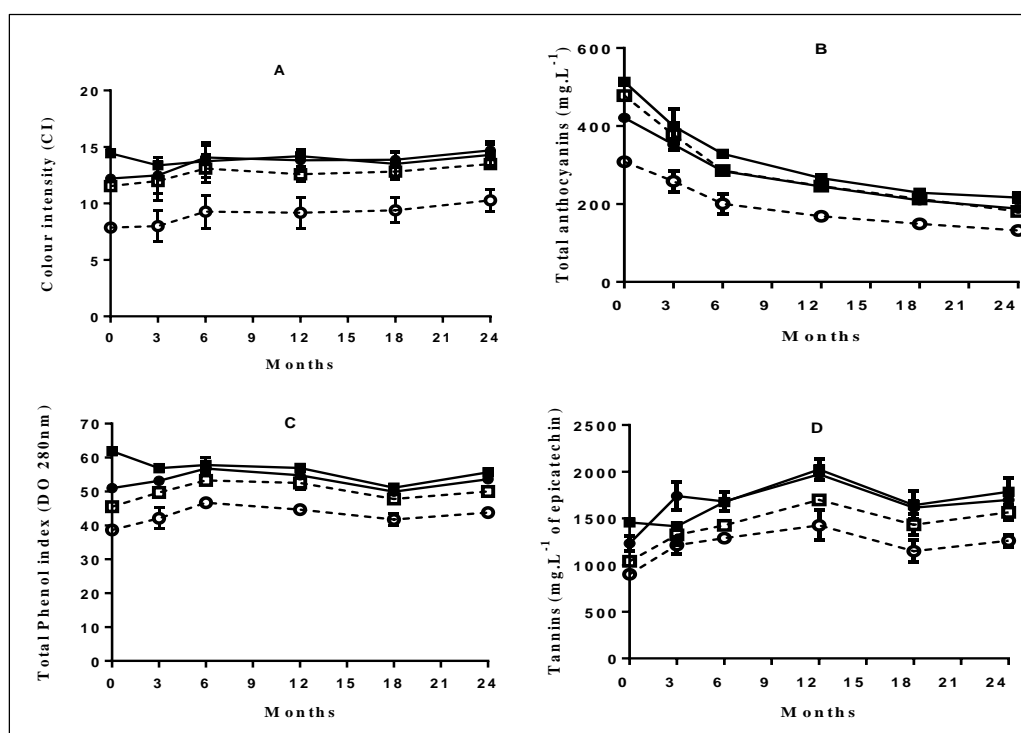 A
Colour intensity (CI)
20
15
10
5
0
0 3 6 9 12 15 18 21 24
Months
B
Total anthocyanins (mg.L⁻¹)
600
400
200
0
0 3 6 9 12 15 18 21 24
Months
C
Total Phenol index (DO 280nm)
70
60
50
40
30
20
10
0
0 3 6 9 12 15 18 21 24
Months
D
Tannins (mg.L⁻¹ of epicatechin)
2500
2000
1500
1000
500
0
0 3 6 9 12 15 18 21 24
Months